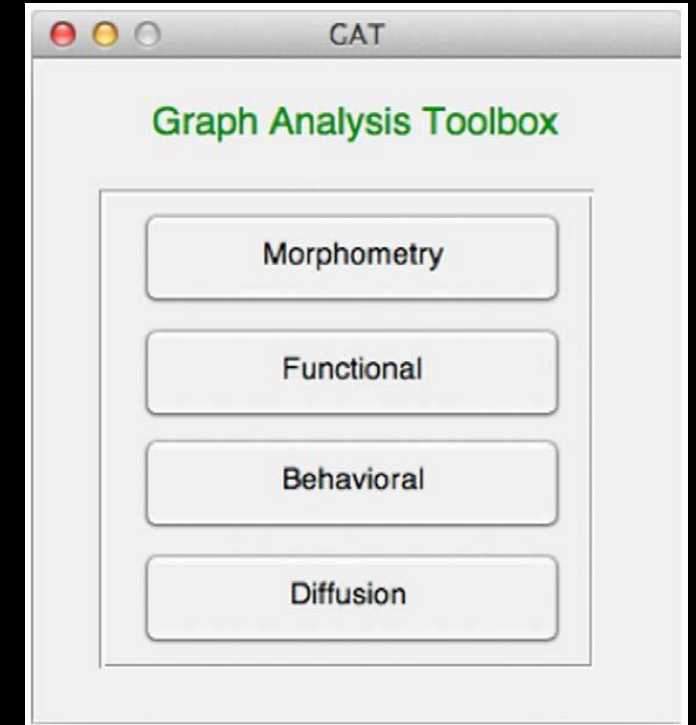 GAT
Graph Analysis Toolbox
Morphometry
Functional
Behavioral
Diffusion